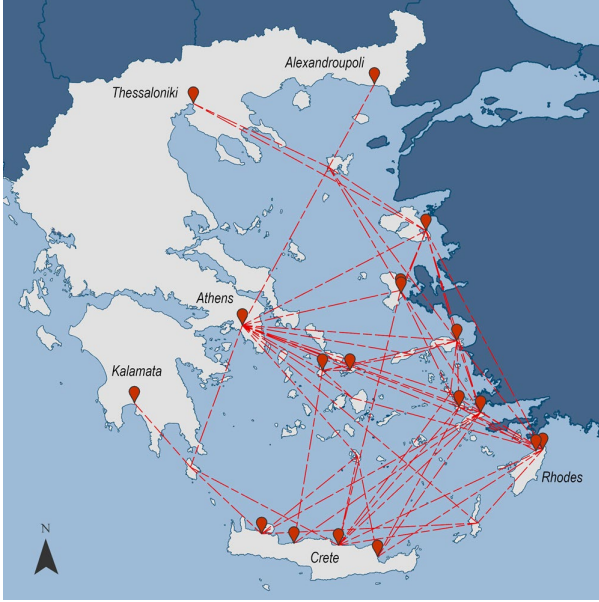 Alexandroupoli
Thessaloniki
Athens
Kalamata
Rhodes
N
Crete